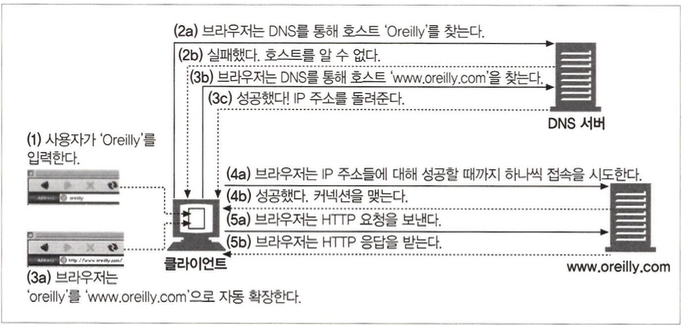 (2a) 브라우저는 DNS를 통해 호스트 'Oreilly'를 찾는다.
(2b) 실패했다. 호스트를 알 수 없다.
(3b) 브라우저는 DNS를 통해 호스트 'www.oreilly.com'을 찾는다.
(3c) 성공했다! IP 주소를 돌려준다.
DNS 서버
(1) 사용자가 'Oreilly'를
입력한다.
oreilly
(4a) 브라우저는 IP 주소들에 대해 성공할 때까지 하나씩 접속을 시도한다.
(4b) 성공했다. 커넥션을 맺는다.
(5a) 브라우저는 HTTP 요청을 보낸다.
(5b) 브라우저는 HTTP 응답을 받는다.
http://www.oreilly.com/
클라이언트
www.oreilly.com
(3a) 브라우저는
'oreilly'를 'www.oreilly.com'으로 자동 확장한다.